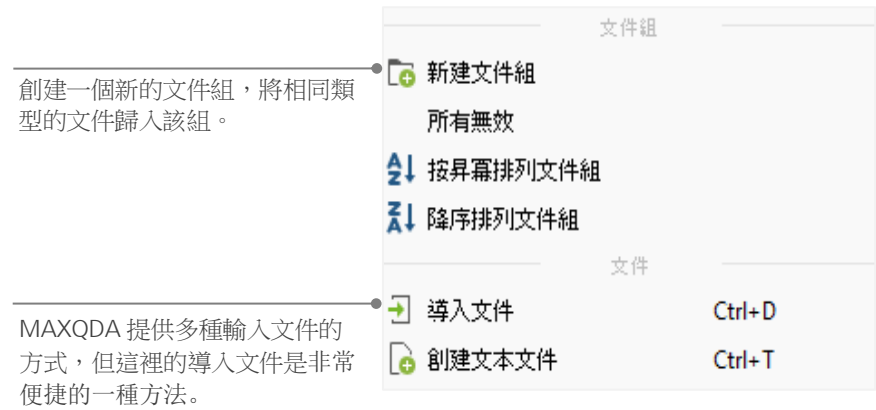 文件組
新建文件組
創建一個新的文件組，將相同類
型的文件歸入該組。
所有無效
按昇冪排列文件組
降序排列文件組
文件
導入文件 Ctrl+D
MAXQDA 提供多種輸入文件的
方式，但這裡的導入文件是非常
便捷的一種方法。
創建文本文件 Ctrl+T